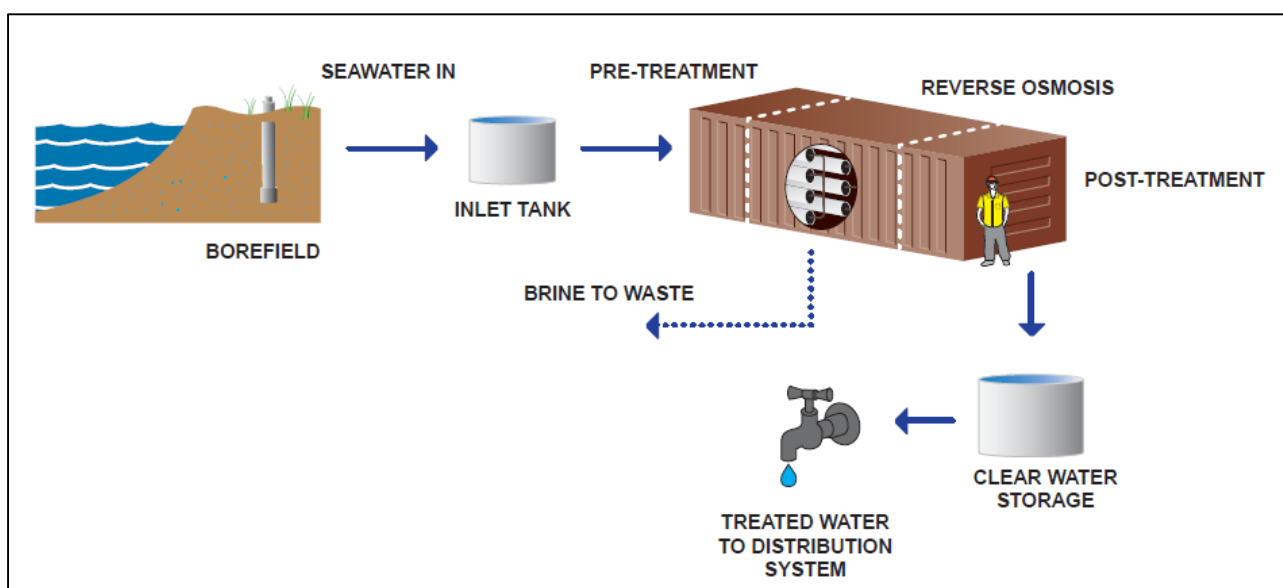 SEAWATER IN
PRE-TREATMENT
REVERSE OSMOSIS
POST-TREATMENT
INLET TANK
BOREFIELD
BRINE TO WASTE
CLEAR WATER
STORAGE
TREATED WATER
TO DISTRIBUTION
SYSTEM